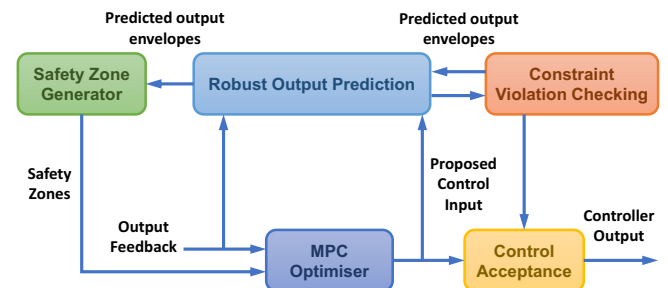 Predicted output
envelopes
Predicted output
envelopes
Safety Zone
Generator
Robust Output Prediction
Constraint
Violation Checking
Safety
Zones
Proposed
Control
Input
Output
Feedback
Controller
Output
MPC
Optimiser
Control
Acceptance